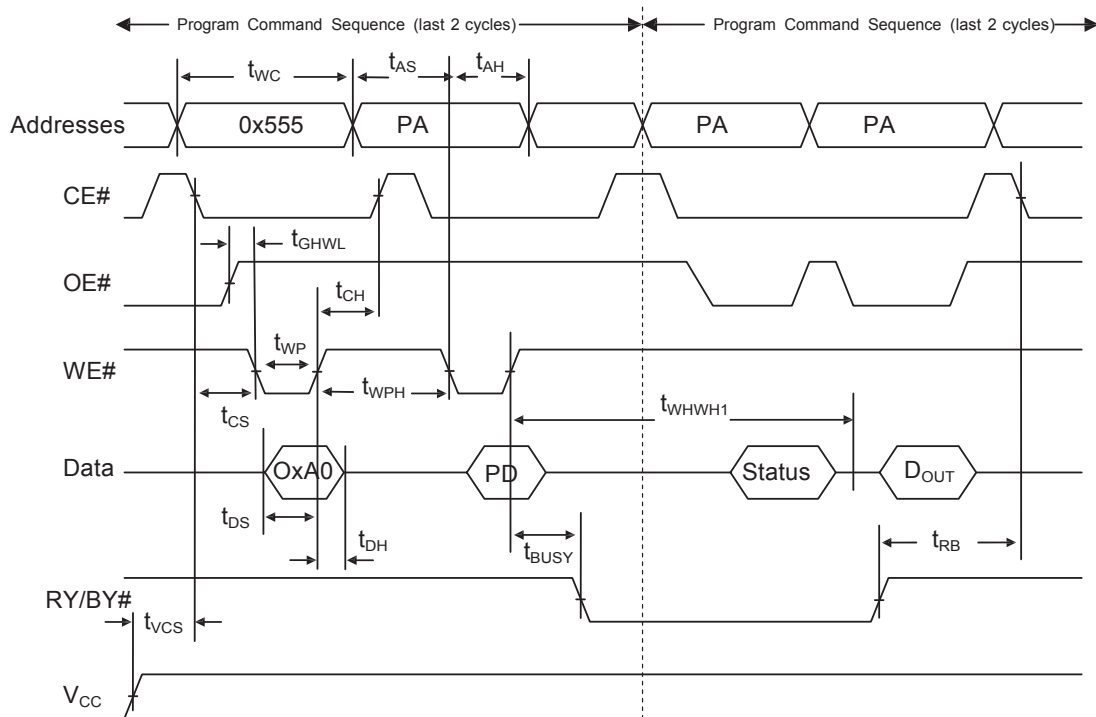 Program Command Sequence (last 2 cycles) Program Command Sequence (last 2 cycles)
tWC tAS tAH
Addresses 0x555 PA PA PA
CE#
tGHWL
OE#
tCH
tWP
WE#
tWPH tWHWH1
tCS
Data OxA0 PD Status DOUT
tDS tDH tBUSY tRB
RY/BY#
tVCS
VCC